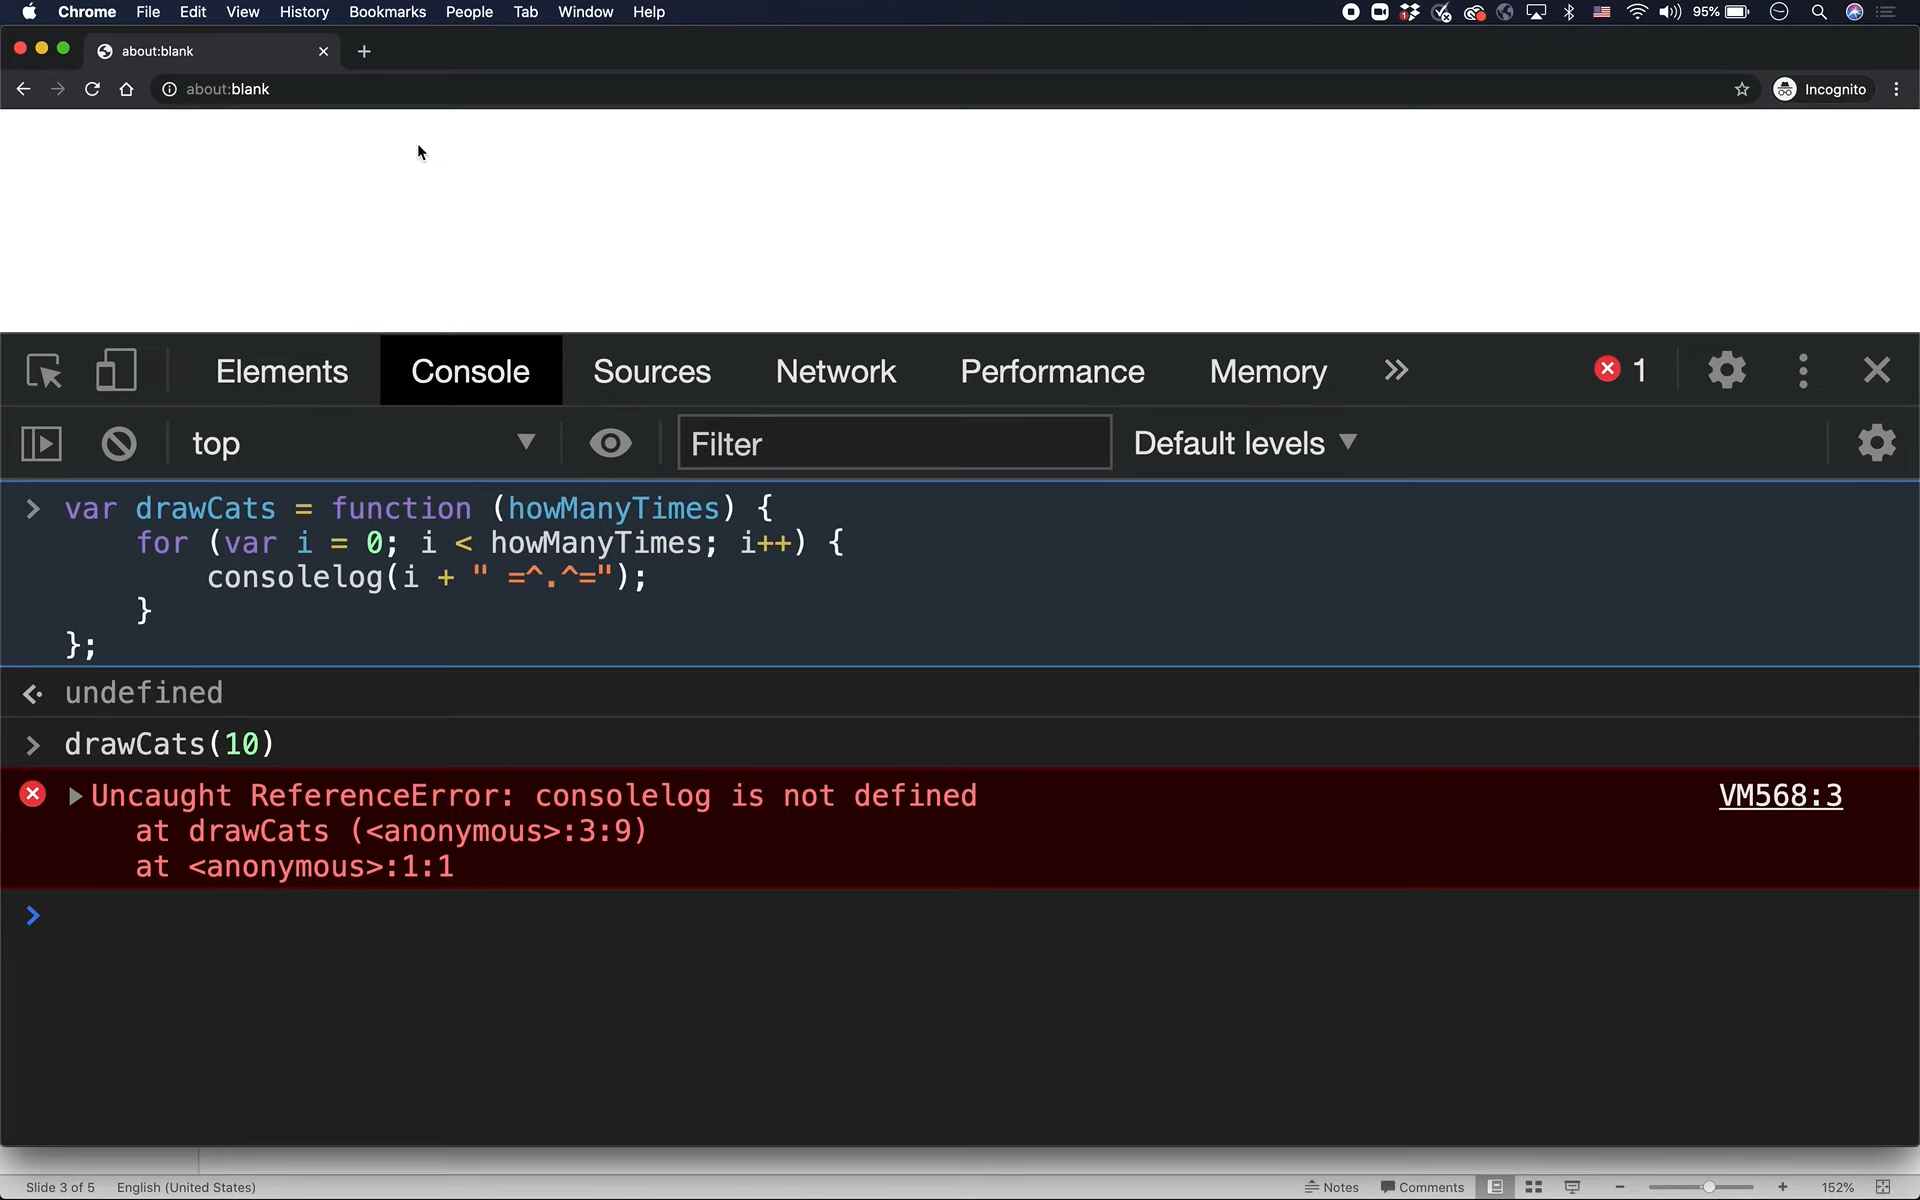 Chrome File Edit View History Bookmarks People Tab Window Help 95%
about:blank
about:blank Incognito
Elements Console Sources Network Performance Memory 1
top Filter Default levels
var drawCats = function (howManyTimes) {
for (var i = 0; i < howManyTimes; i++) {
consolelog(i + " =^.^=");
}
};
undefined
drawCats(10)
Uncaught ReferenceError: consolelog is not defined VM568:3
at drawCats (<anonymous>:3:9)
at <anonymous>:1:1
Slide 3 of 5 English (United States) Notes Comments 152%